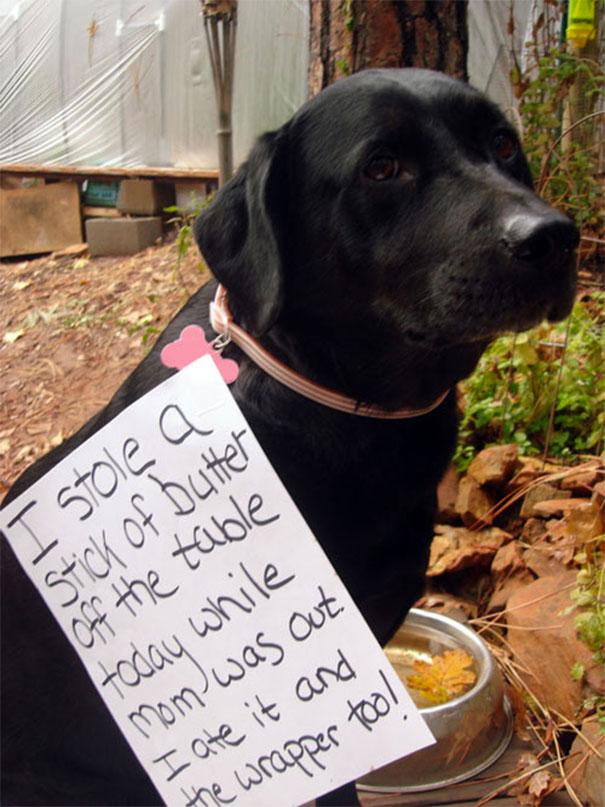 I stole a
stick of butter
off the table
today while
mom was out.
I ate it and
the wrapper too!